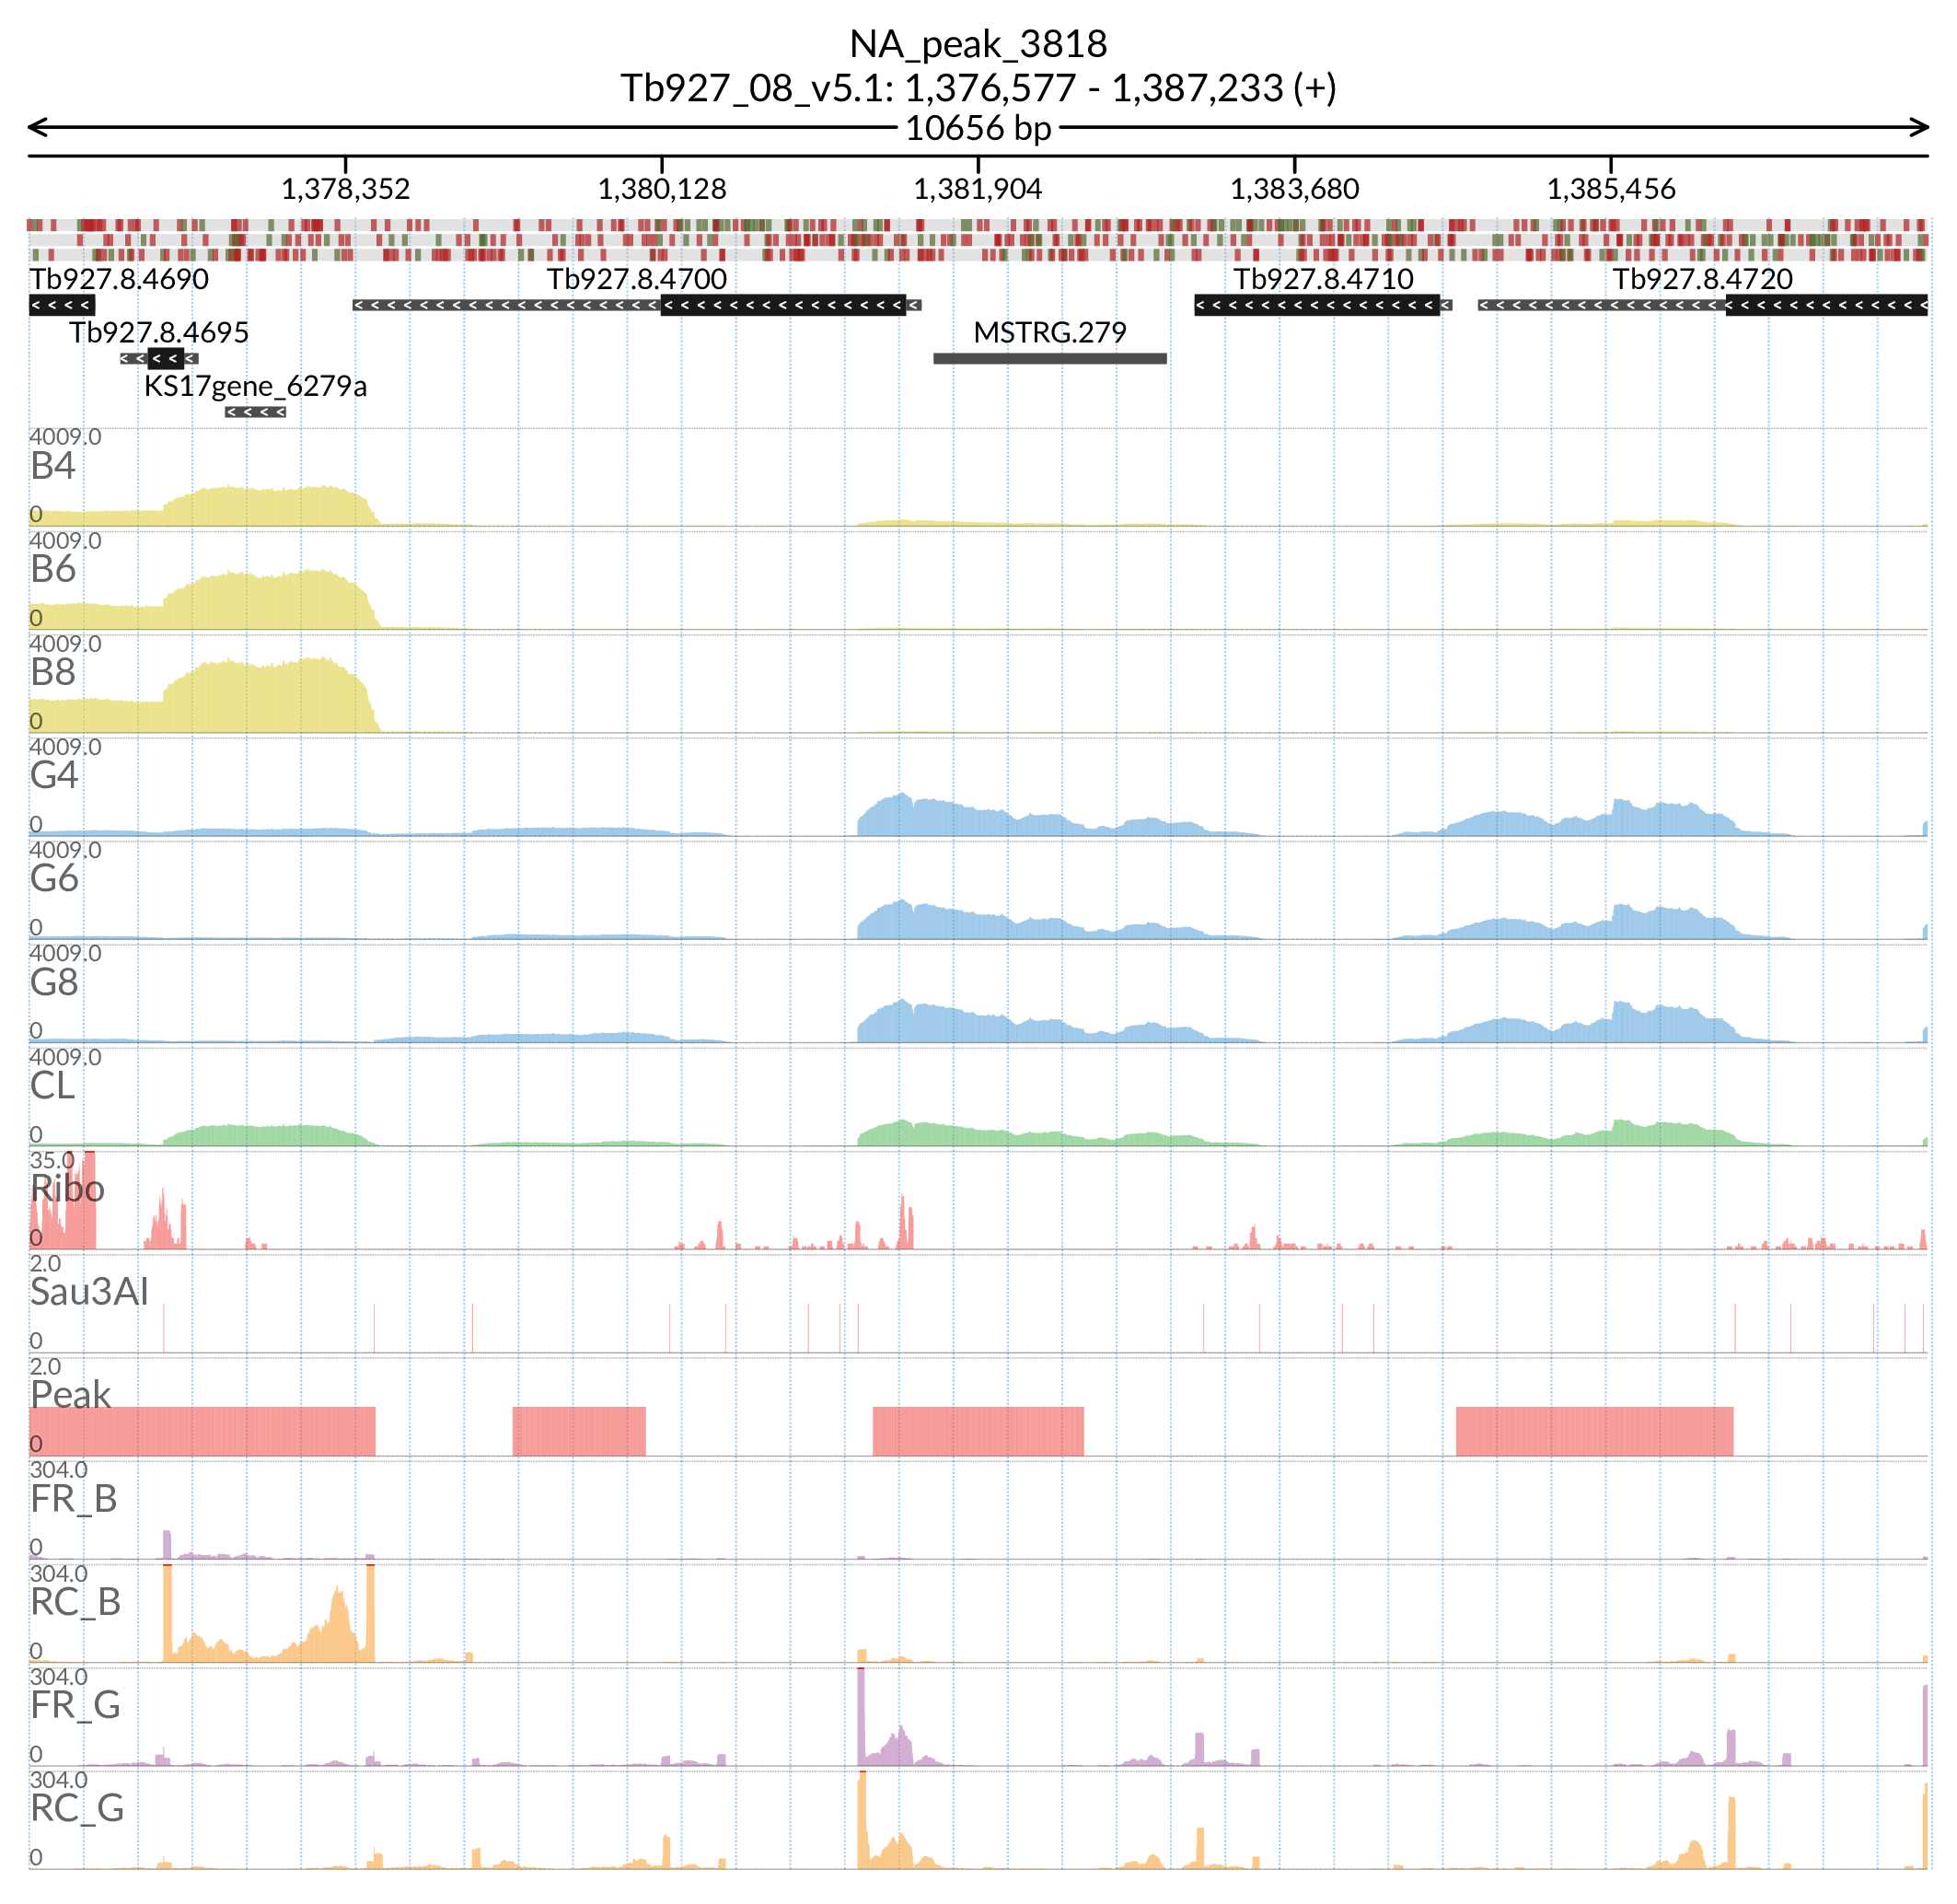 NA_peak_3818
Tb927_08_v5.1: 1,376,577 - 1,387,233 (+)
10656 bp
1,378,352 1,380,128 1,381,904 1,383,680 1,385,456
Tb927.8.4690 Tb927.8.4700 Tb927.8.4710 Tb927.8.4720
Tb927.8.4695 MSTRG.279
KS17gene_6279a
4009.0
B4
0
4009.0
B6
0
4009.0
B8
0
4009.0
G4
0
4009.0
G6
0
4009.0
G8
0
4009.0
CL
0
35.0
Ribo
0
2.0
Sau3AI
0
2.0
Peak
0
304.0
FR_B
0
304.0
RC_B
0
304.0
FR_G
0
304.0
RC_G
0